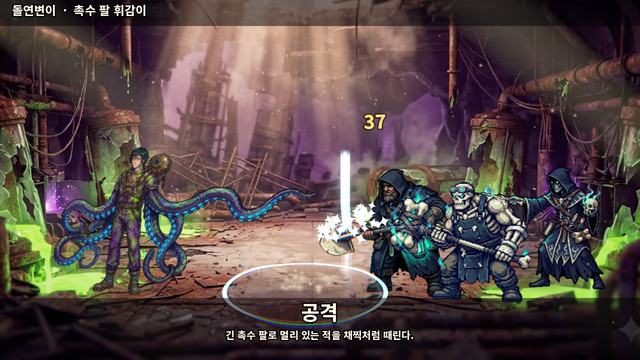 돌연변이 · 촉수 팔 휘감이
37
공격
긴 촉수 팔로 멀리 있는 적을 채찍처럼 때린다.